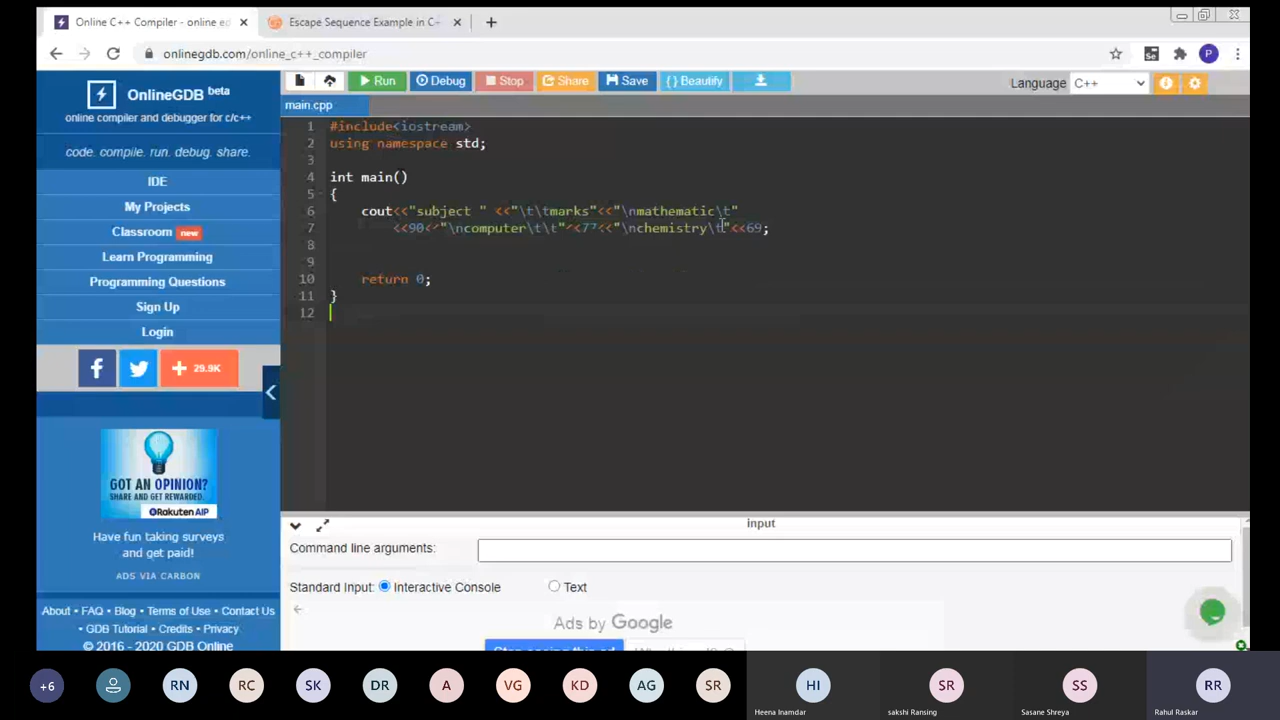 Online C++ Compiler - online ed
Escape Sequence Example in C+
onlinegdb.com/online_c++_compiler
P
OnlineGDB beta
online compiler and debugger for c/c++
code. compile. run. debug. share.
IDE
My Projects
Classroom new
Learn Programming
Programming Questions
Sign Up
Login
29.9K
GOT AN OPINION?
SHARE AND GET REWARDED.
Rakuten AIP
Have fun taking surveys
and get paid!
ADS VIA CARBON
About • FAQ • Blog • Terms of Use • Contact Us
• GDB Tutorial • Credits • Privacy
© 2016 - 2020 GDB Online
Run
Debug
Stop
Share
Save
{ } Beautify
Language C++
main.cpp
1 #include<iostream>
2 using namespace std;
3
4 int main()
5 {
6 cout<<"subject " <<"\t\tmarks"<<"\nmathematic\t"
7 <<90<<"\ncomputer\t\t"<<77<<"\nchemistry\t"<<69;
8
9
10 return 0;
11 }
12
input
Command line arguments:
Standard Input: Interactive Console Text
Ads by Google
+6
RN
RC
SK
DR
A
VG
KD
AG
SR
HI
Heena Inamdar
SR
sakshi Ransing
SS
Sasane Shreya
RR
Rahul Raskar